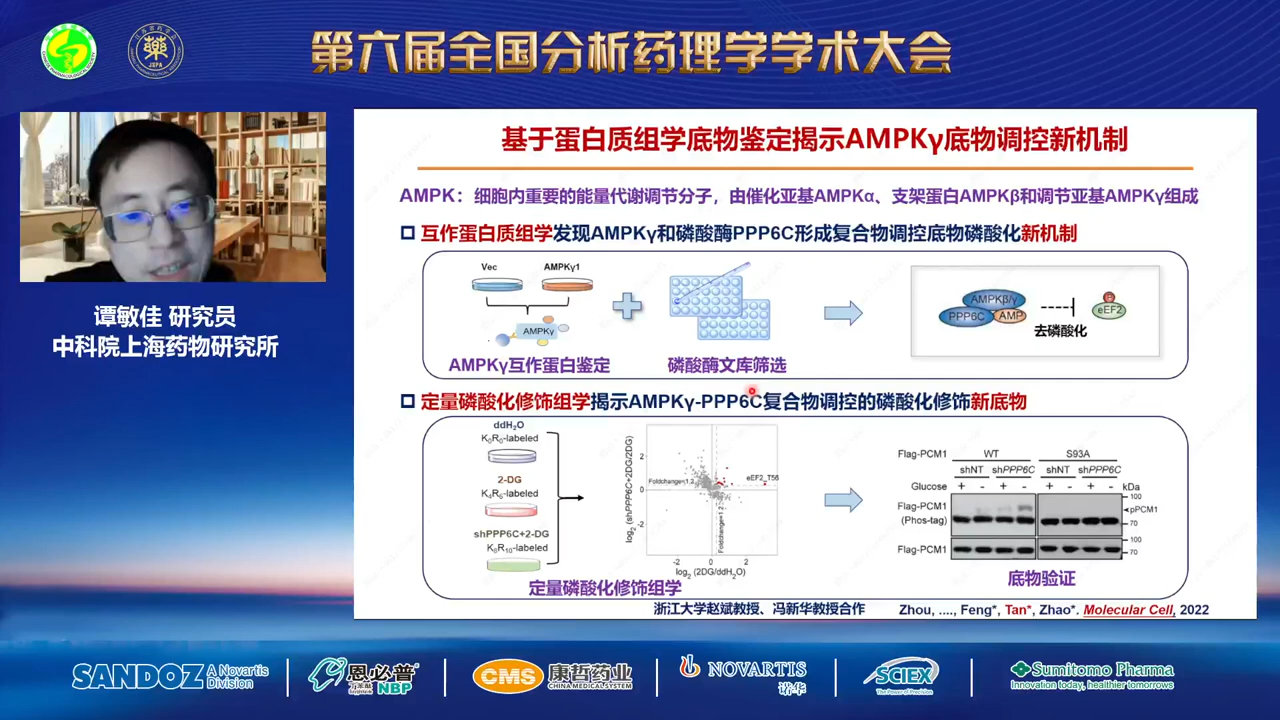 第六届全国分析药理学学术大会
谭敏佳 研究员
中科院上海药物研究所
基于蛋白质组学底物鉴定揭示AMPKγ底物调控新机制
AMPK：细胞内重要的能量代谢调节分子，由催化亚基AMPKα、支架蛋白AMPKβ和调节亚基AMPKγ组成
互作蛋白质组学发现AMPKγ和磷酸酶PPP6C形成复合物调控底物磷酸化新机制
Vec
AMPKγ1
AMPKγ
AMPKγ互作蛋白鉴定
磷酸酶文库筛选
AMPKβ/γ
PPP6C
AMP
P
eEF2
去磷酸化
定量磷酸化修饰组学揭示AMPKγ-PPP6C复合物调控的磷酸化修饰新底物
ddH₂O
K₀R₀-labeled
2-DG
K₄R₆-labeled
shPPP6C+2-DG
K₈R₁₀-labeled
定量磷酸化修饰组学
log₂ (shPPP6C+2DG/2DG)
2
0
-2
Foldchange=1.2
eEF2_T56
Foldchange=1.2
-2
0
2
log₂ (2DG/ddH₂O)
Flag-PCM1
WT
S93A
shNT
shPPP6C
shNT
shPPP6C
Glucose
+ - + - + - + -
kDa
Flag-PCM1
(Phos-tag)
100
pPCM1
70
Flag-PCM1
100
70
底物验证
浙江大学赵斌教授、冯新华教授合作
Zhou, ...., Feng*, Tan*, Zhao*. Molecular Cell, 2022
SANDOZ A Novartis
Division
恩必普
NBP
CMS 康哲药业
CHINA MEDICAL SYSTEM
NOVARTIS
诺华
SCIEX
The Power of Precision
Sumitomo Pharma
Innovation today, healthier tomorrows